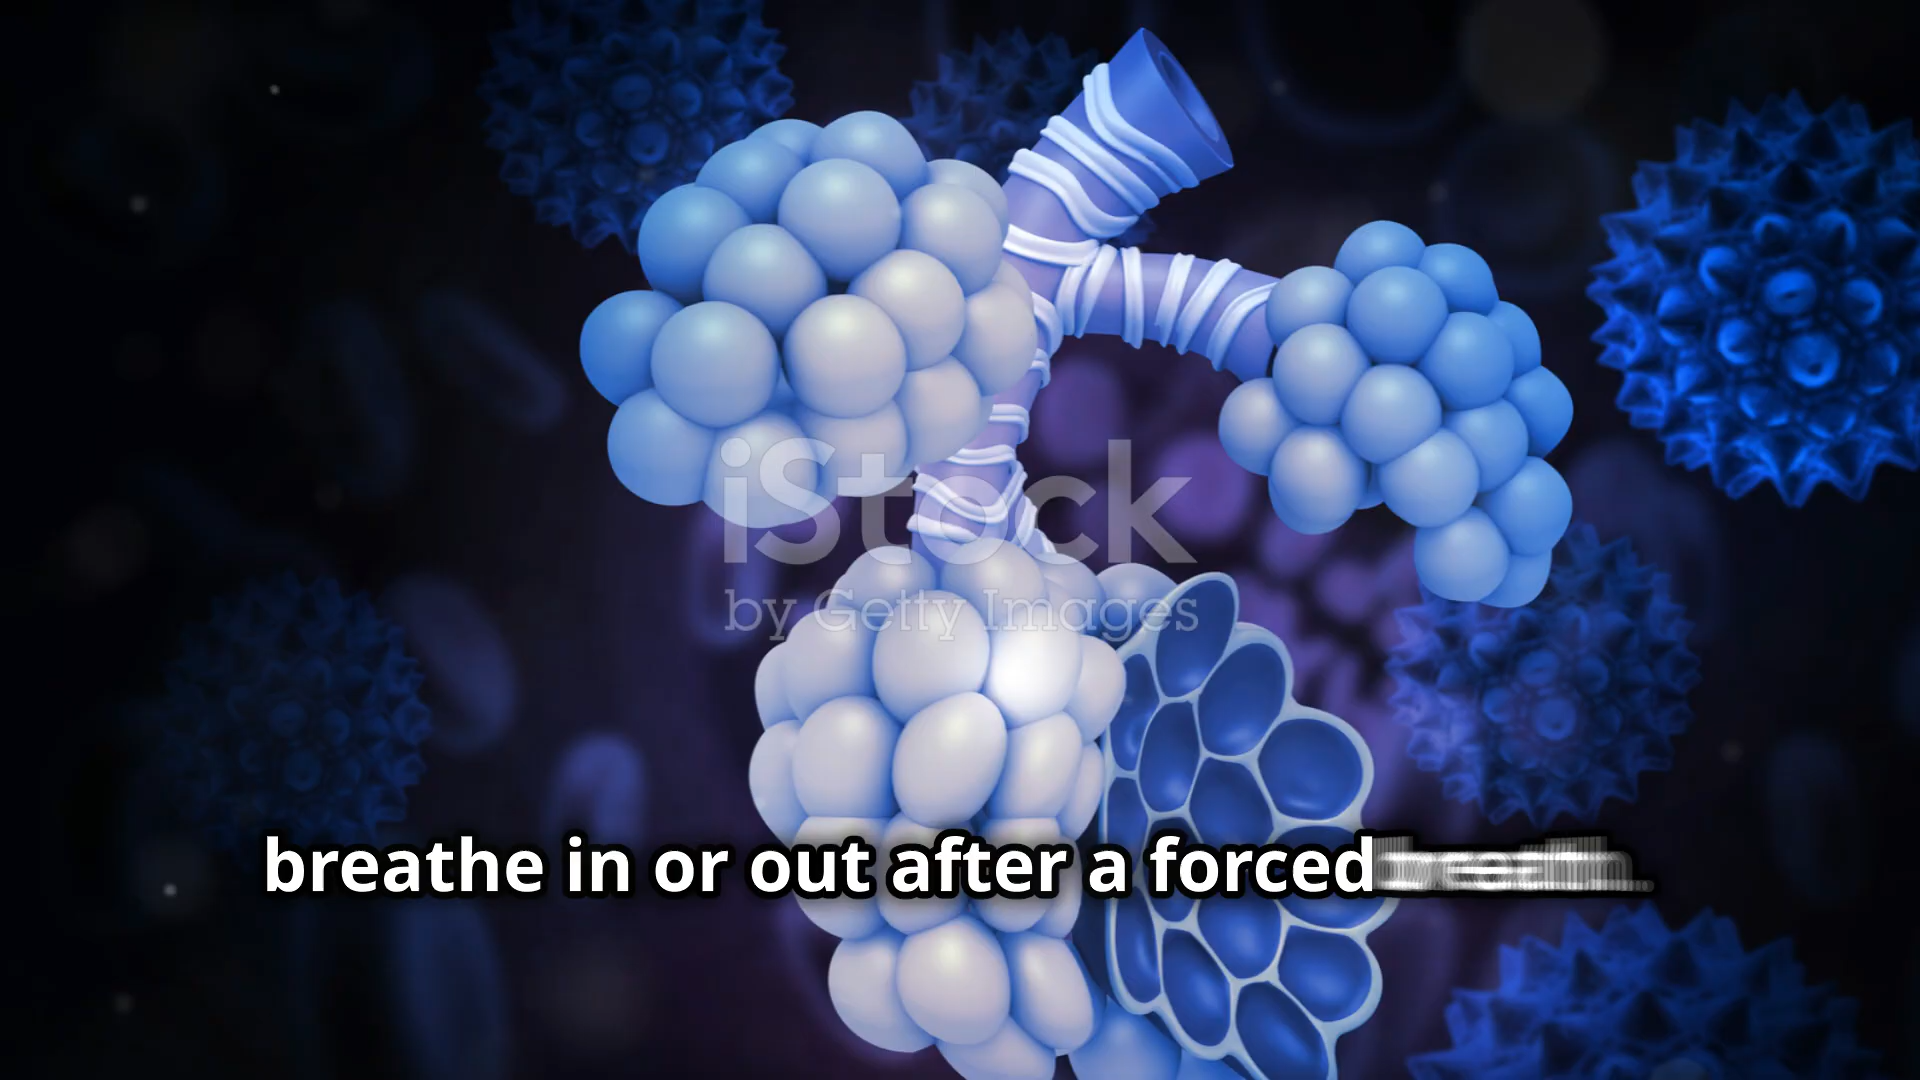 iStock
by Getty Images
breathe in or out after a forced